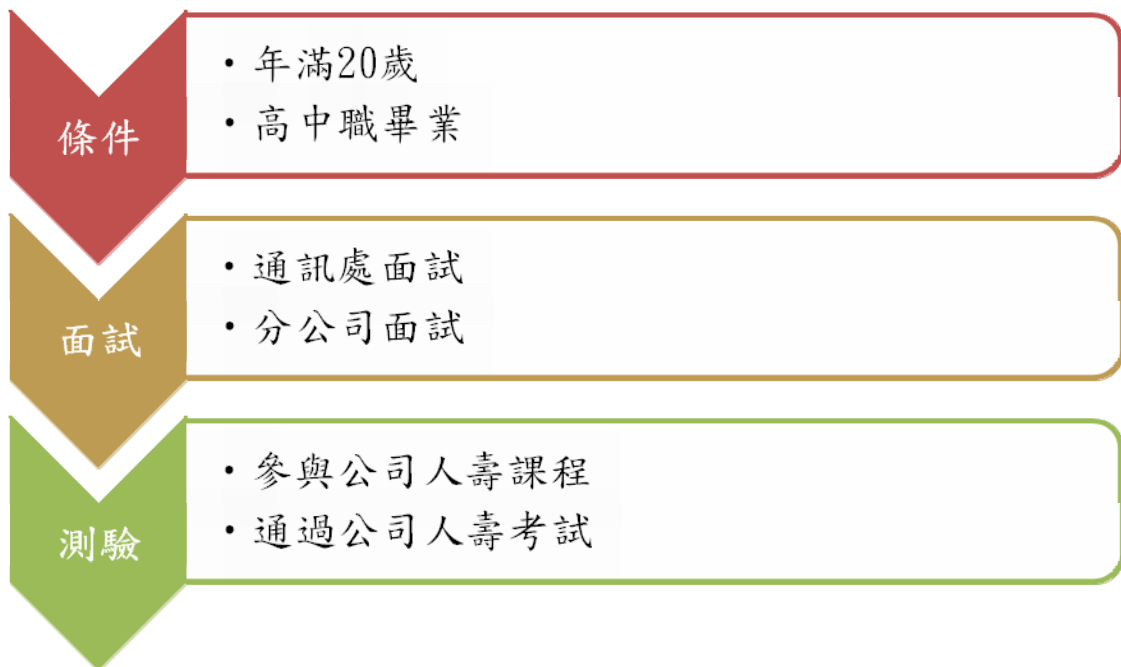 條件
• 年滿20歲
• 高中職畢業
面試
• 通訊處面試
• 分公司面試
測驗
• 參與公司人壽課程
• 通過公司人壽考試